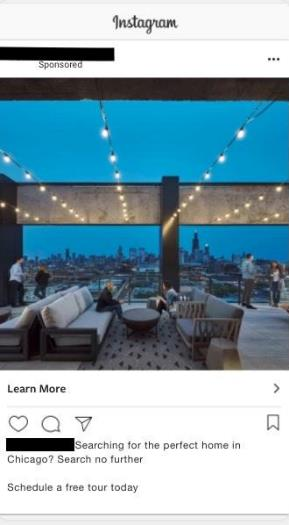 Instagram
Sponsored
Learn More
Searching for the perfect home in
Chicago? Search no further
Schedule a free tour today